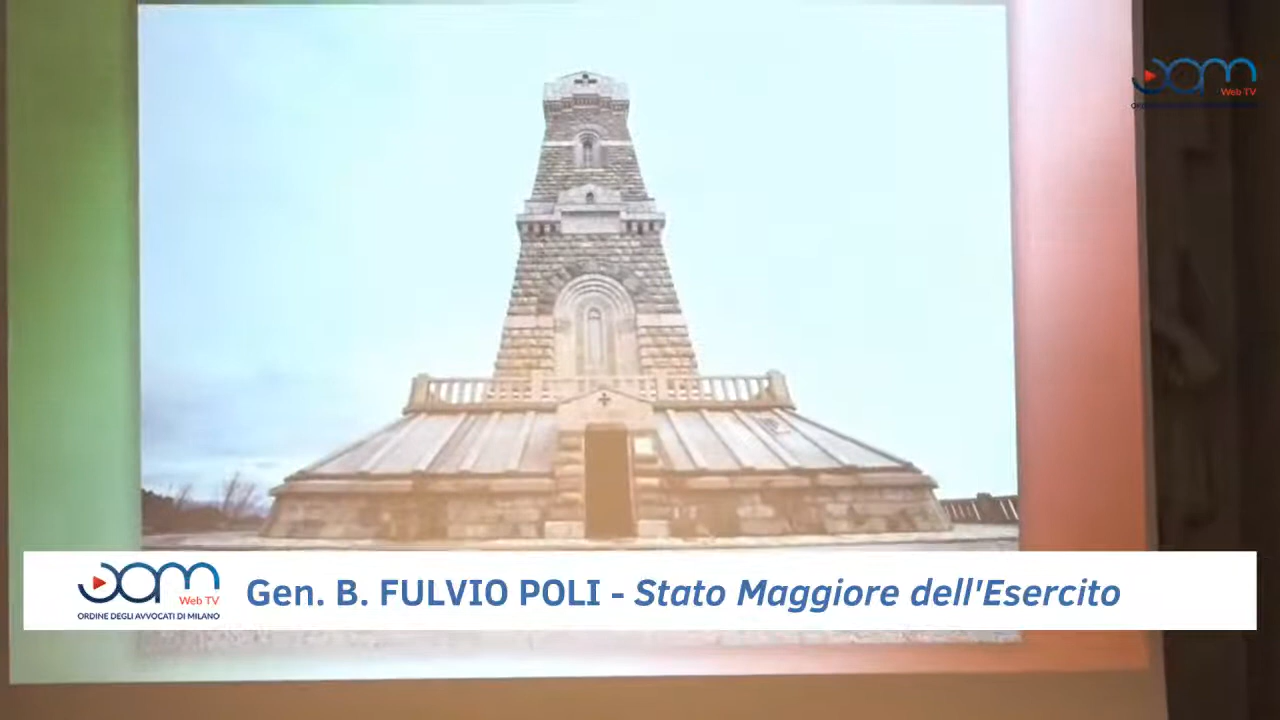 Web TV
Web TV
ORDINE DEGLI AVVOCATI DI MILANO
Gen. B. FULVIO POLI - Stato Maggiore dell'Esercito